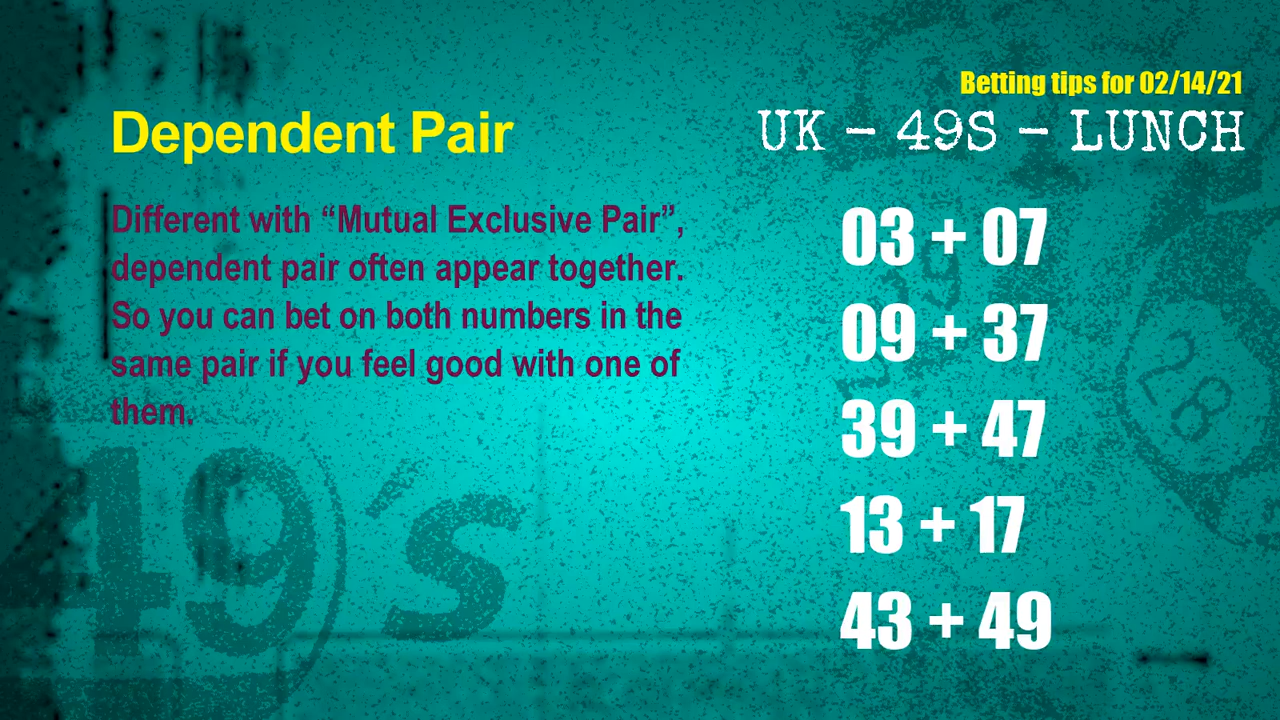 Betting tips for 02/14/21
UK - 49S - LUNCH
Dependent Pair
Different with “Mutual Exclusive Pair”,
dependent pair often appear together.
So you can bet on both numbers in the
same pair if you feel good with one of
them.
03 + 07
09 + 37
39 + 47
13 + 17
43 + 49
49's
39
28